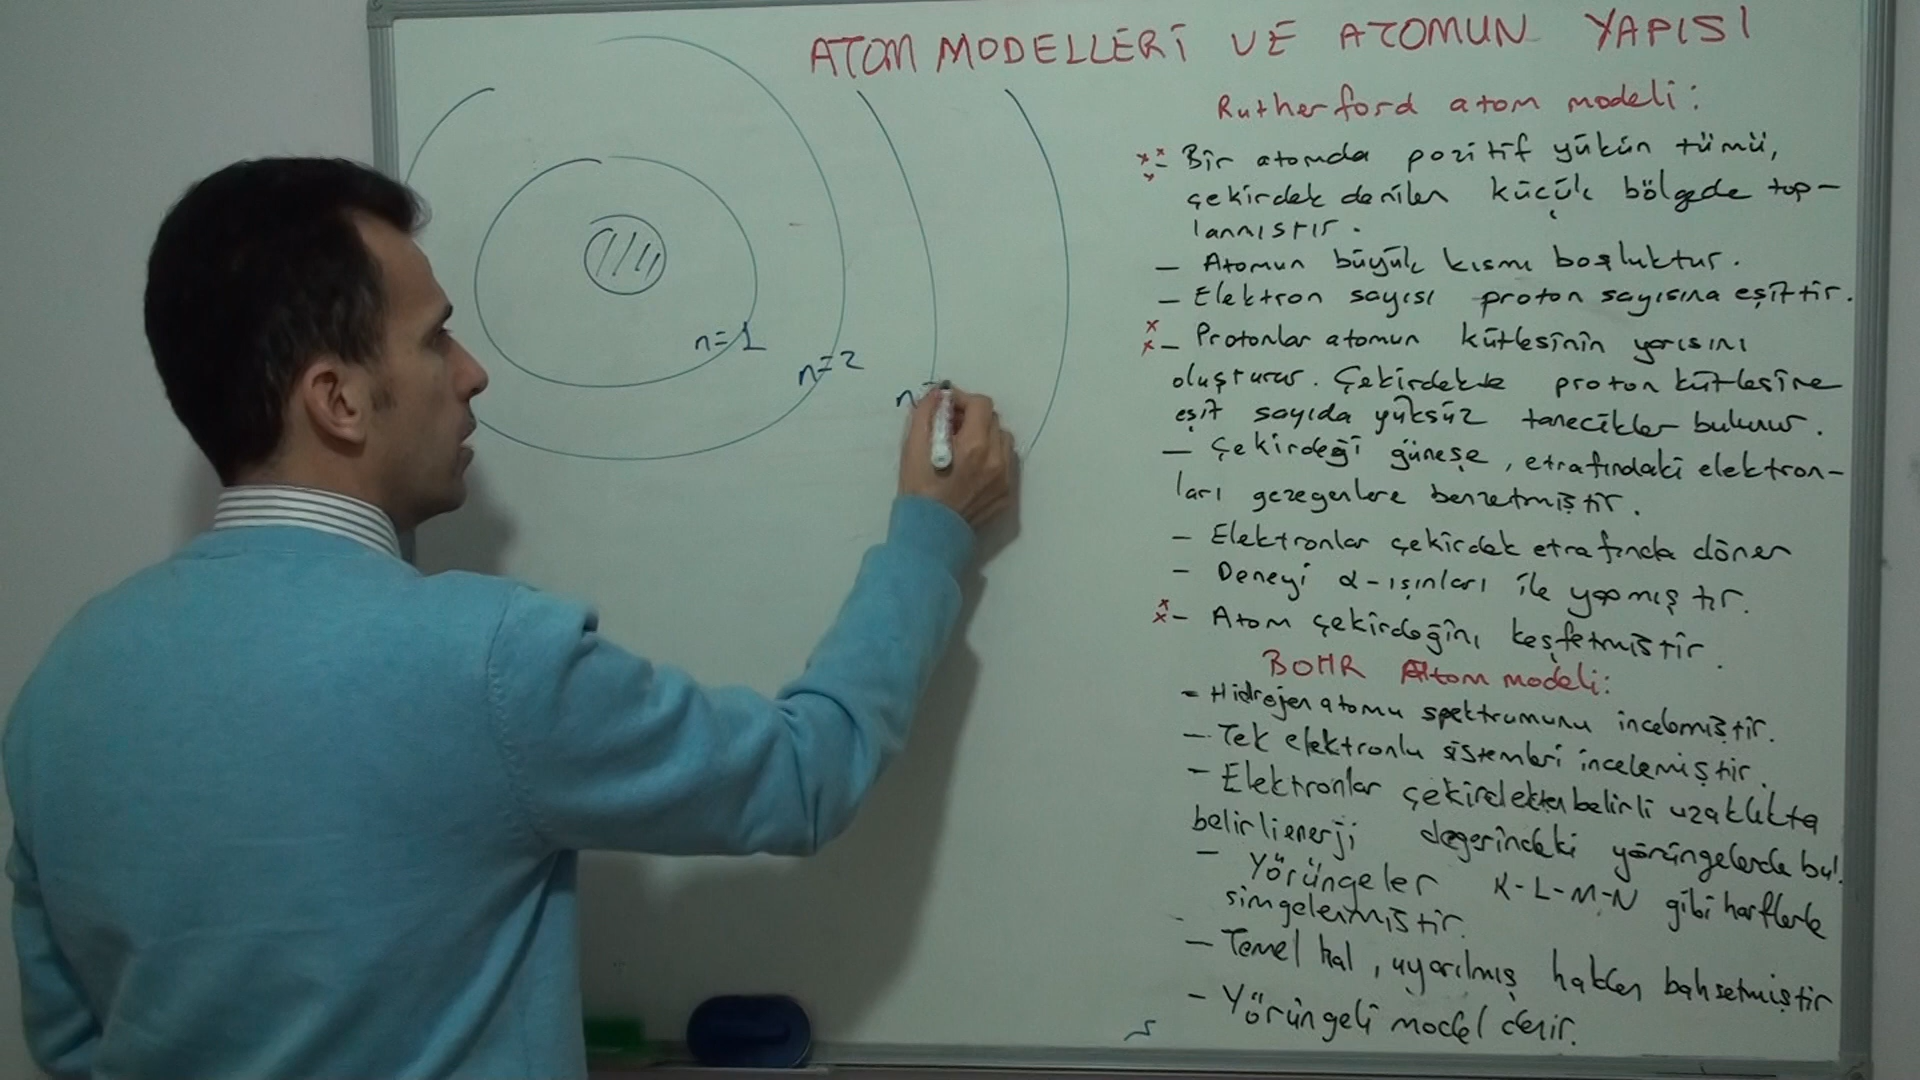 ATOM MODELLERİ VE ATOMUN YAPISI
Rutherford atom modeli:
- Bir atomda pozitif yükün tümü,
çekirdek denilen küçük bölgede top-
lanmıştır.
- Atomun büyük kısmı boşluktur.
- Elektron sayısı proton sayısına eşittir.
- Protonlar atomun kütlesinin yarısını
oluşturur. Çekirdekte proton kütlesine
eşit sayıda yüksüz tanecikler bulunur.
- Çekirdeği güneşe, etrafındaki elektron-
ları gezegenlere benzetmiştir.
- Elektronlar çekirdek etrafında döner
- Deneyi α-ışınları ile yapmıştır.
- Atom çekirdeğini keşfetmiştir.
BOHR Atom modeli:
- Hidrojen atomu spektrumunu incelemiştir.
- Tek elektronlu sistemleri incelemiştir.
- Elektronlar çekirdekten belirli uzaklıkta
belirli enerji değerindeki yörüngelerde bul.
- Yörüngeler K-L-M-N gibi harflerle
simgelenmiştir.
- Temel hal, uyarılmış halden bahsetmiştir
- Yörüngeli model denir.
n=1
n=2
n=